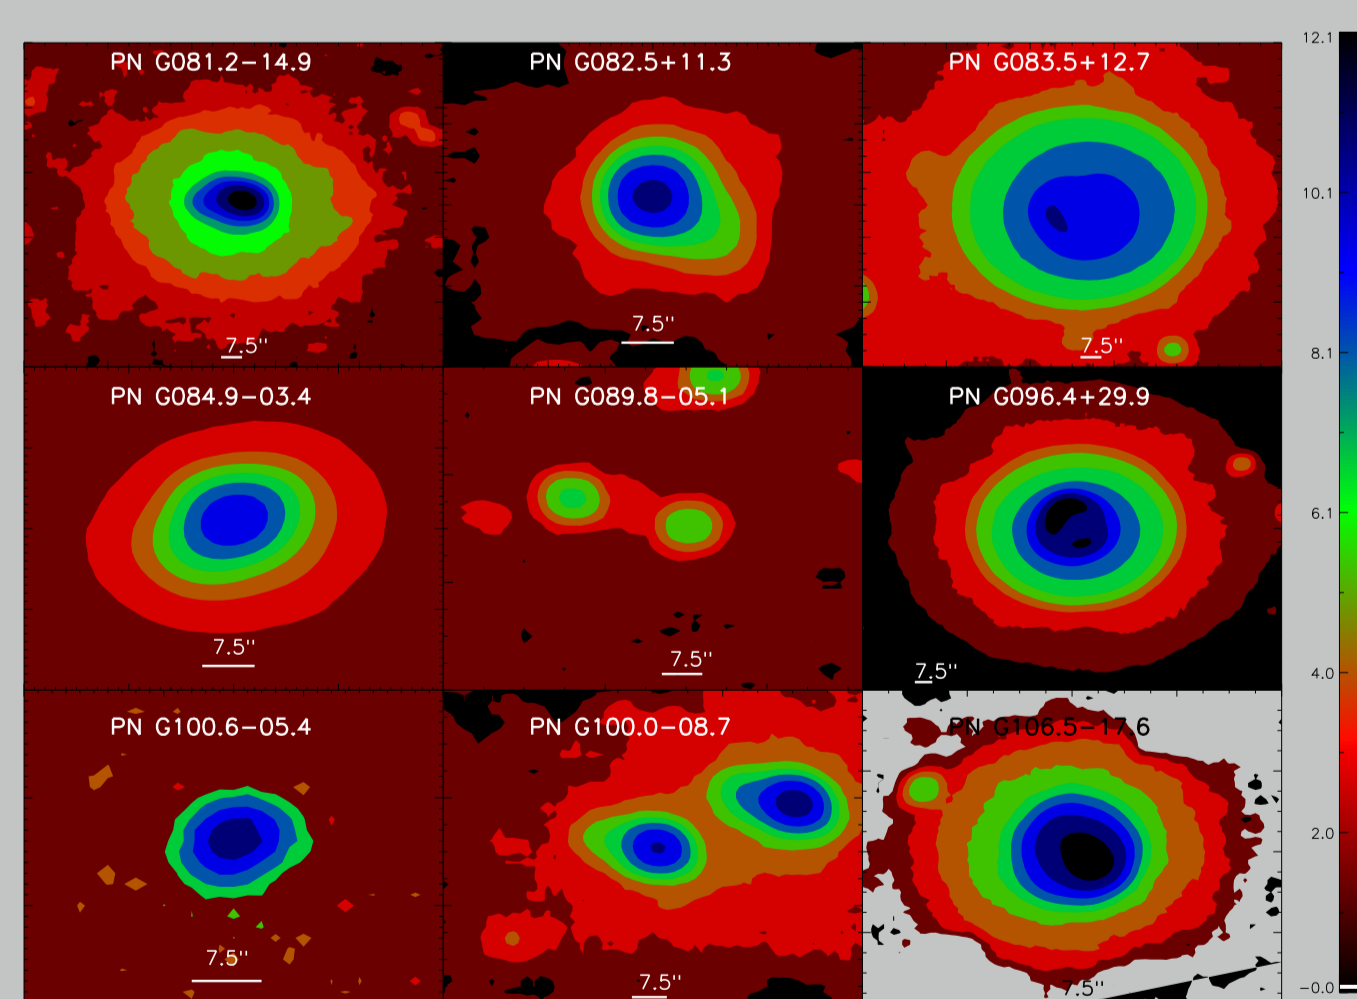 PN G081.2−14.9
7.5''
PN G082.5+11.3
7.5''
PN G083.5+12.7
7.5''
PN G084.9−03.4
7.5''
PN G089.8−05.1
7.5''
PN G096.4+29.9
7.5''
PN G100.6−05.4
7.5''
PN G100.0−08.7
7.5''
PN G106.5−17.6
7.5''
12.1
10.1
8.1
6.1
4.0
2.0
−0.0